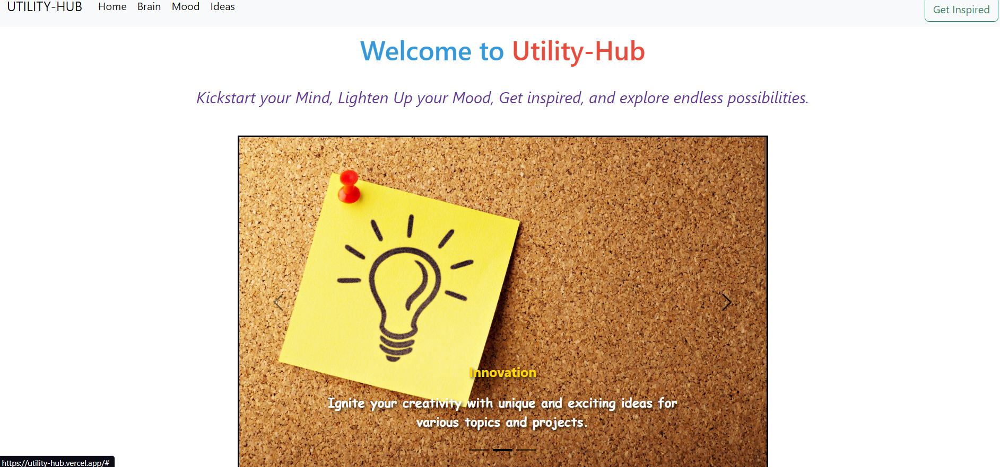 UTILITY-HUB Home Brain Mood Ideas Get Inspired
Welcome to Utility-Hub
Kickstart your Mind, Lighten Up your Mood, Get inspired, and explore endless possibilities.
Innovation
Ignite your creativity with unique and exciting ideas for
various topics and projects.
https://utility-hub.vercel.app/#